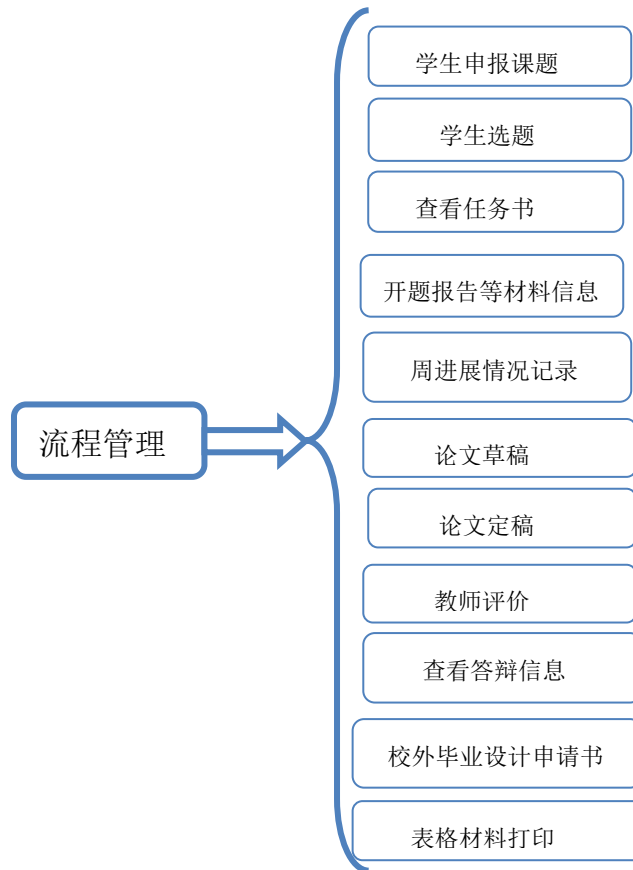 学生申报课题
学生选题
查看任务书
开题报告等材料信息
周进展情况记录
流程管理
论文草稿
论文定稿
教师评价
查看答辩信息
校外毕业设计申请书
表格材料打印